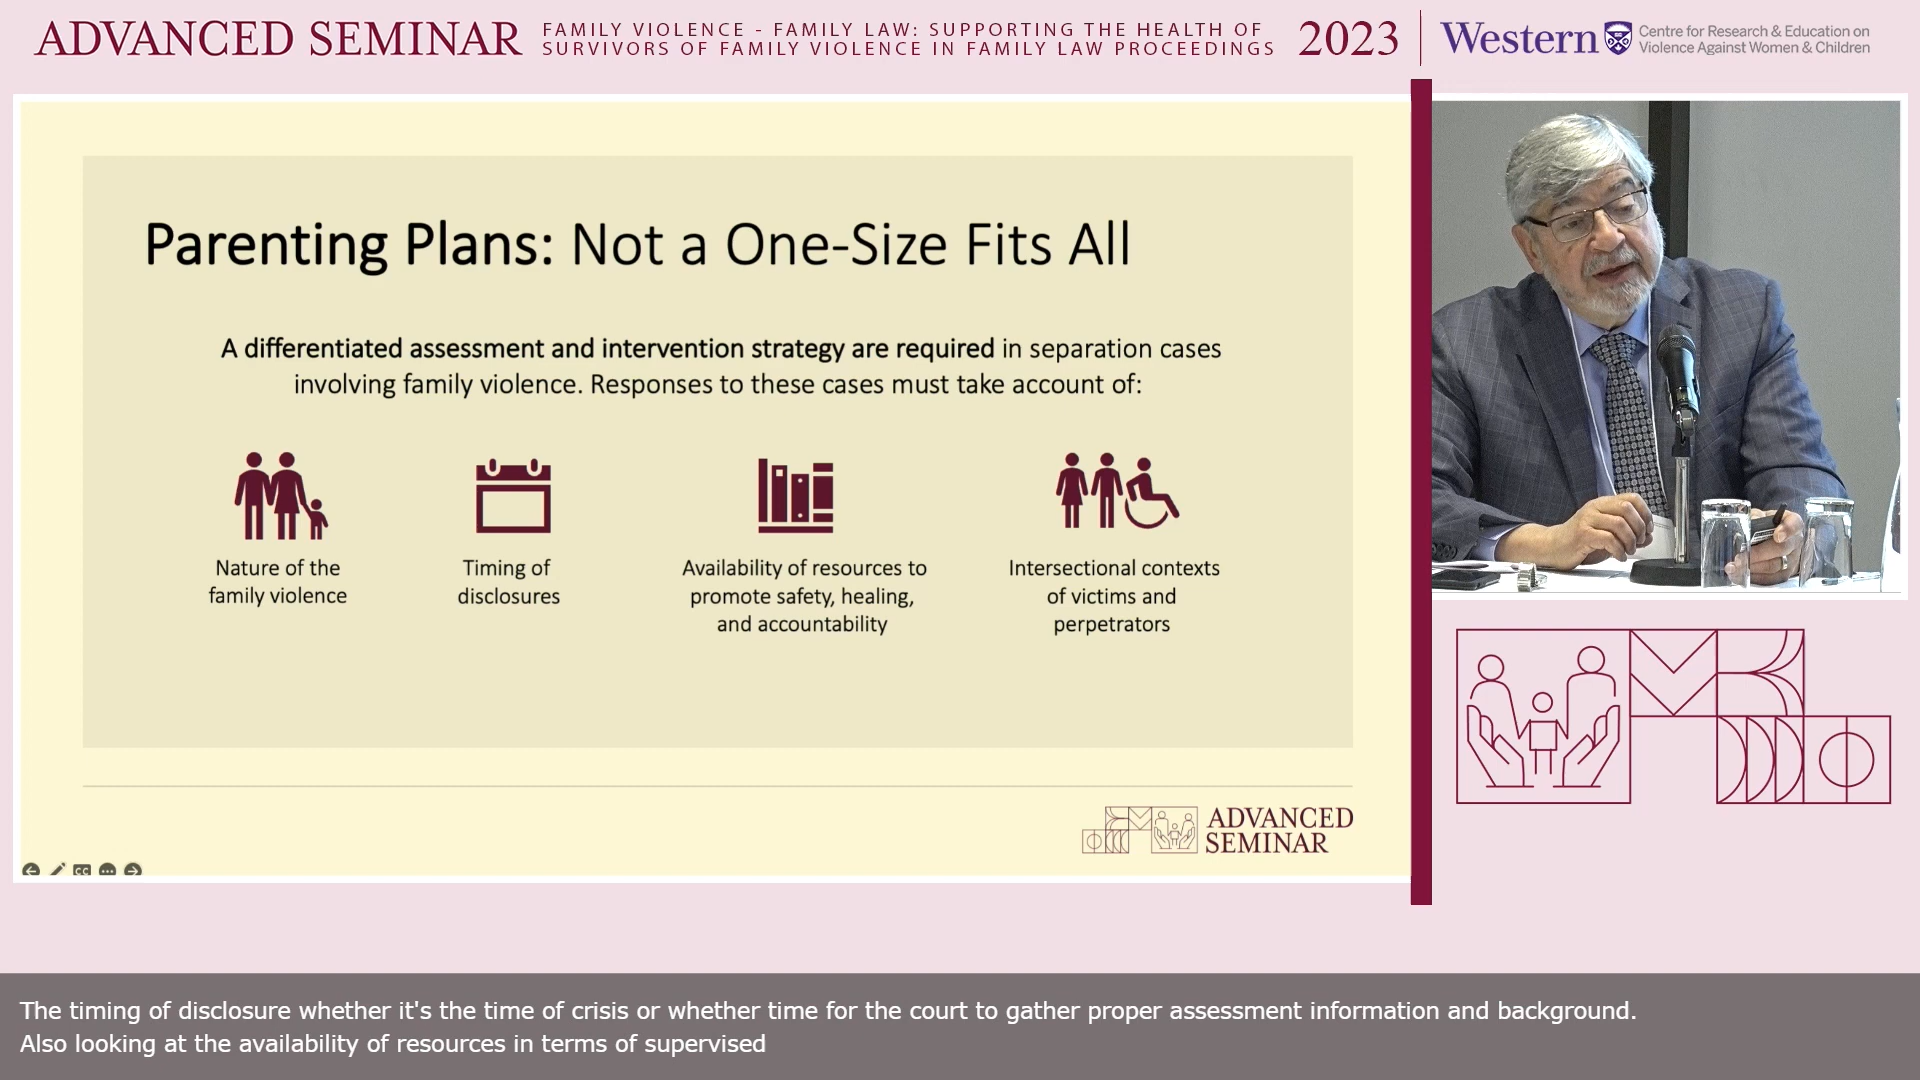 ADVANCED SEMINAR
FAMILY VIOLENCE - FAMILY LAW: SUPPORTING THE HEALTH OF
SURVIVORS OF FAMILY VIOLENCE IN FAMILY LAW PROCEEDINGS
2023
Western
Centre for Research & Education on
Violence Against Women & Children
Parenting Plans: Not a One-Size Fits All
A differentiated assessment and intervention strategy are required in separation cases
involving family violence. Responses to these cases must take account of:
Nature of the
family violence
Timing of
disclosures
Availability of resources to
promote safety, healing,
and accountability
Intersectional contexts
of victims and
perpetrators
ADVANCED
SEMINAR
CC
The timing of disclosure whether it's the time of crisis or whether time for the court to gather proper assessment information and background.
Also looking at the availability of resources in terms of supervised